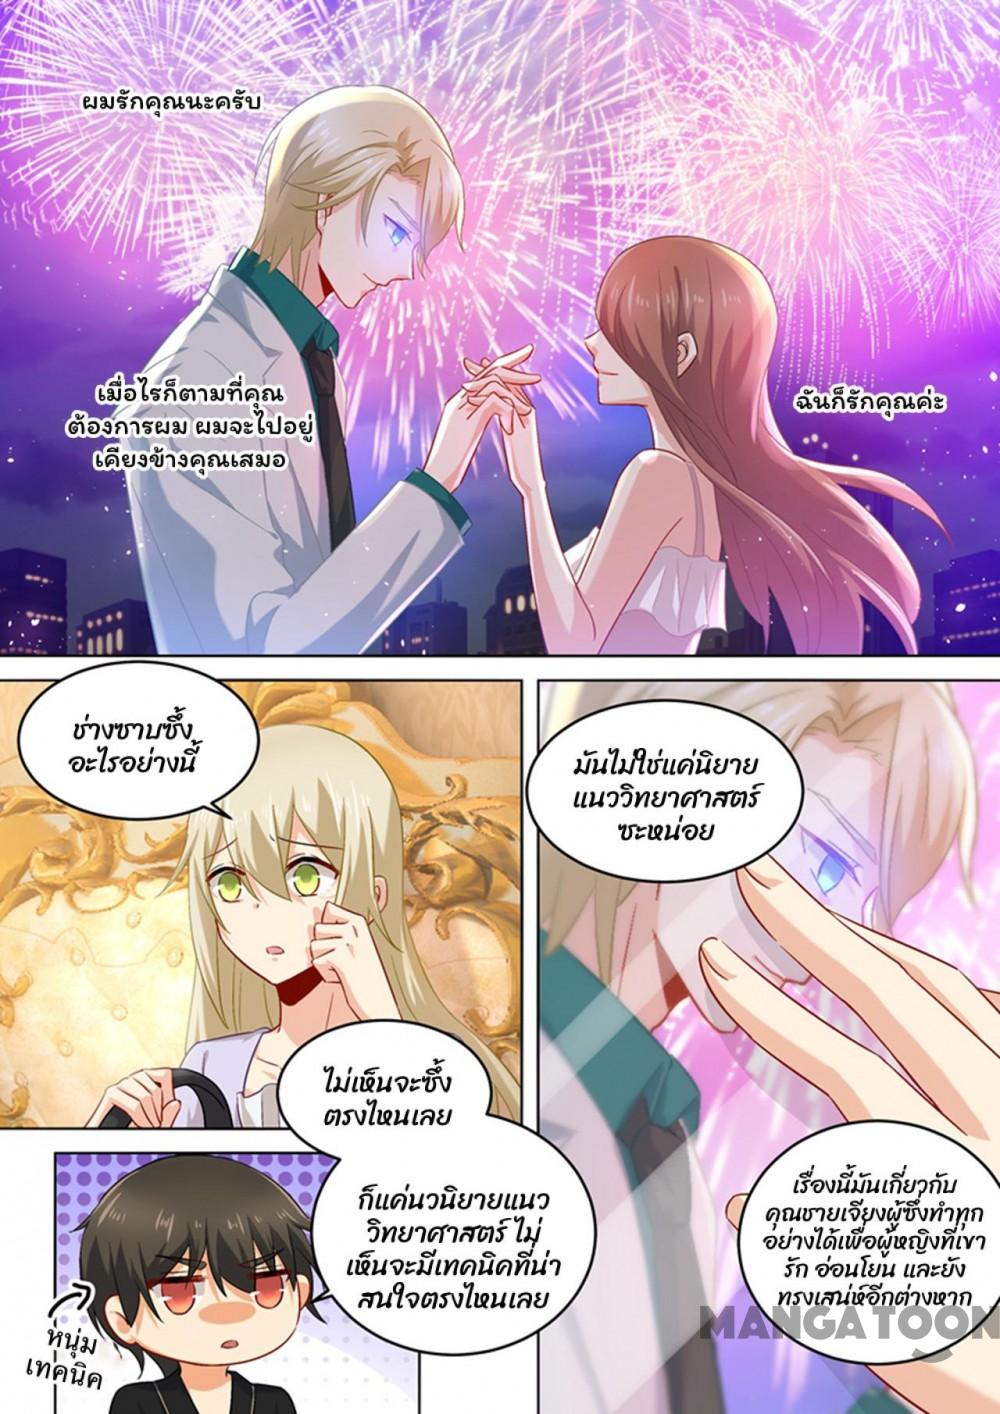 ผมรักคุณนะครับ
เมื่อไรก็ตามที่คุณ
ต้องการผม ผมจะไปอยู่
เคียงข้างคุณเสมอ
ฉันก็รักคุณค่ะ
ช่างซาบซึ้ง
อะไรอย่างนี้
มันไม่ใช่แค่นิยาย
แนววิทยาศาสตร์
ซะหน่อย
ไม่เห็นจะซึ้ง
ตรงไหนเลย
ก็แค่นวนิยายแนว
วิทยาศาสตร์ ไม่
เห็นจะมีเทคนิคที่น่า
สนใจตรงไหนเลย
เรื่องนี้มันเกี่ยวกับ
คุณชายเจียงผู้ซึ่งทำทุก
อย่างได้เพื่อผู้หญิงที่เขา
รัก อ่อนโยน และยัง
ทรงเสน่ห์อีกต่างหาก
หนุ่ม
เทคนิค
MANGATOON